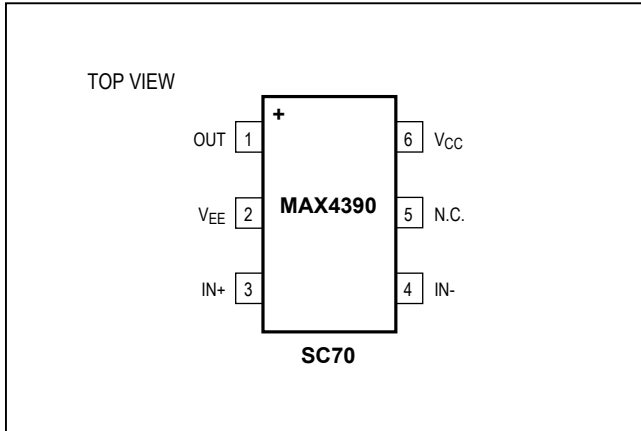 TOP VIEW
+
OUT 1
6 VCC
VEE 2
MAX4390
5 N.C.
IN+ 3
4 IN-
SC70